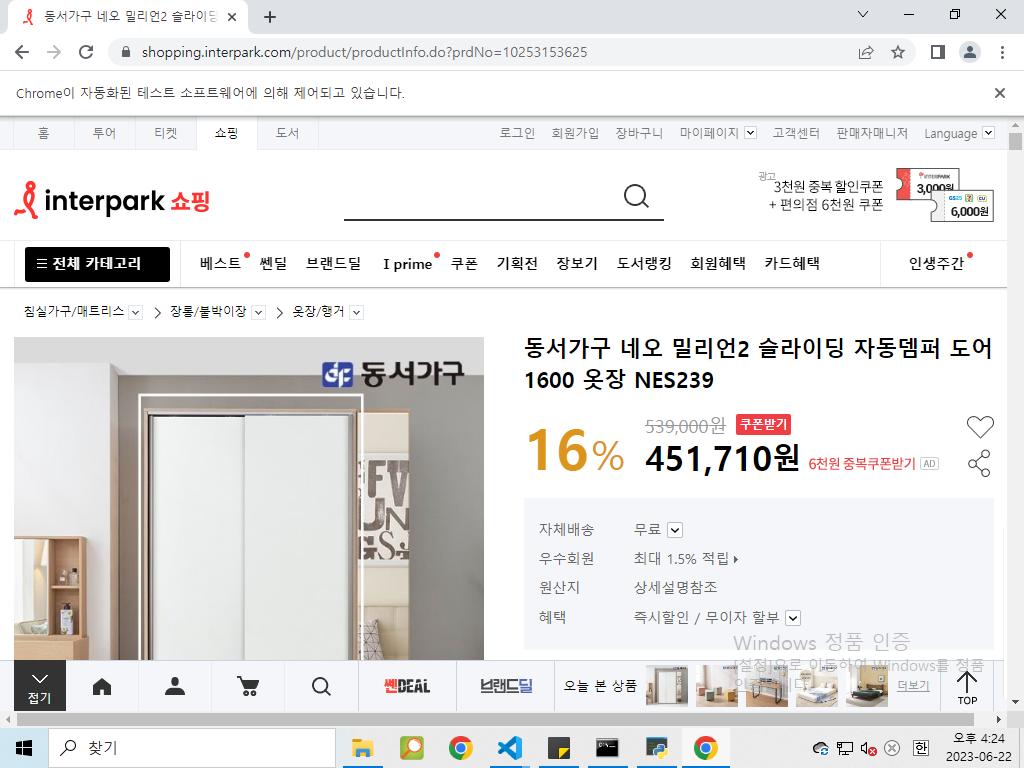 동서가구 네오 밀리언2 슬라이딩
shopping.interpark.com/product/productInfo.do?prdNo=10253153625
Chrome이 자동화된 테스트 소프트웨어에 의해 제어되고 있습니다.
홈 투어 티켓 쇼핑 도서 로그인 회원가입 장바구니 마이페이지 고객센터 판매자매니저 Language
interpark 쇼핑
광고
3천원 중복 할인쿠폰
+ 편의점 6천원 쿠폰
INTERPARK
3,000원
GS25 CU
6,000원
전체 카테고리 베스트 쎈딜 브랜드딜 I prime 쿠폰 기획전 장보기 도서랭킹 회원혜택 카드혜택 인생주간
침실가구/매트리스 장롱/붙박이장 옷장/행거
동서가구
동서가구 네오 밀리언2 슬라이딩 자동뎀퍼 도어
1600 옷장 NES239
16% 539,000원 쿠폰받기
451,710원 6천원 중복쿠폰받기 AD
자체배송 무료
우수회원 최대 1.5% 적립
원산지 상세설명참조
혜택 즉시할인 / 무이자 할부
Windows 정품 인증
[설정]으로 이동하여 Windows를 정품
접기 쎈DEAL 브랜드딜 오늘 본 상품 더보기 TOP
찾기
한
오후 4:24
2023-06-22